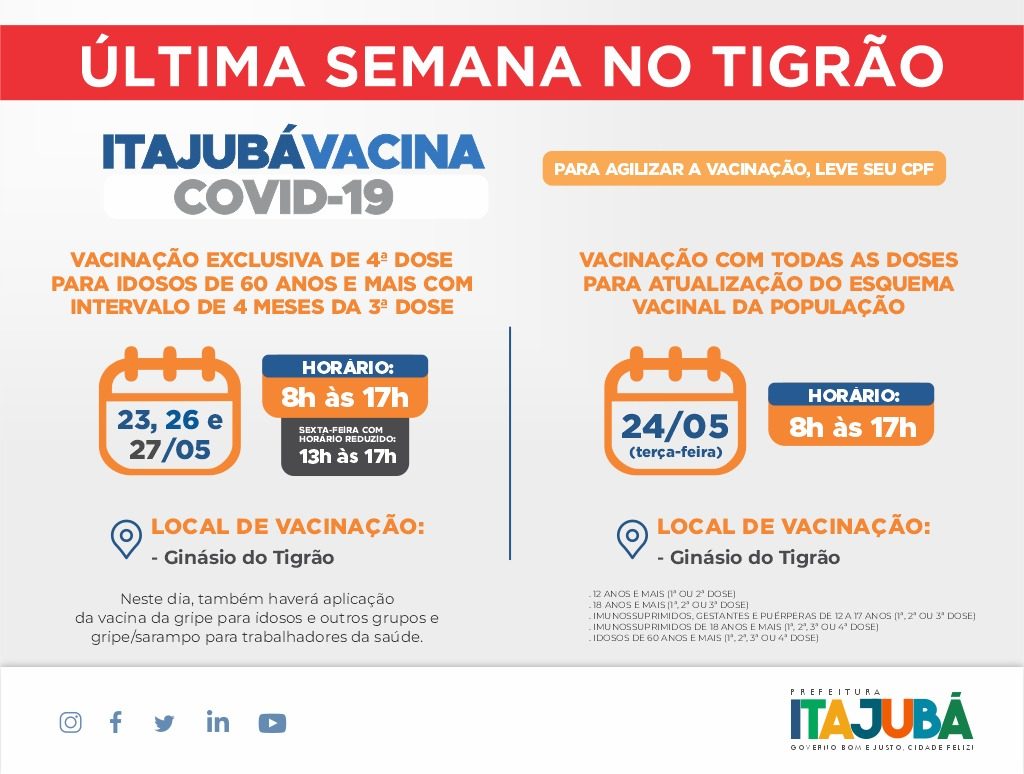 ÚLTIMA SEMANA NO TIGRÃO
ITAJUBÁVACINA
COVID-19
PARA AGILIZAR A VACINAÇÃO, LEVE SEU CPF
VACINAÇÃO EXCLUSIVA DE 4ª DOSE
PARA IDOSOS DE 60 ANOS E MAIS COM
INTERVALO DE 4 MESES DA 3ª DOSE
23, 26 e
27/05
HORÁRIO:
8h às 17h
SEXTA-FEIRA COM
HORÁRIO REDUZIDO:
13h às 17h
LOCAL DE VACINAÇÃO:
- Ginásio do Tigrão
Neste dia, também haverá aplicação
da vacina da gripe para idosos e outros grupos e
gripe/sarampo para trabalhadores da saúde.
VACINAÇÃO COM TODAS AS DOSES
PARA ATUALIZAÇÃO DO ESQUEMA
VACINAL DA POPULAÇÃO
24/05
(terça-feira)
HORÁRIO:
8h às 17h
LOCAL DE VACINAÇÃO:
- Ginásio do Tigrão
. 12 ANOS E MAIS (1ª OU 2ª DOSE)
. 18 ANOS E MAIS (1ª, 2ª OU 3ª DOSE)
. IMUNOSSUPRIMIDOS, GESTANTES E PUÉRPERAS DE 12 A 17 ANOS (1ª, 2ª OU 3ª DOSE)
. IMUNOSSUPRIMIDOS DE 18 ANOS E MAIS (1ª, 2ª, 3ª OU 4ª DOSE)
. IDOSOS DE 60 ANOS E MAIS (1ª, 2ª, 3ª OU 4ª DOSE)
PREFEITURA
ITAJUBÁ
GOVERNO BOM E JUSTO, CIDADE FELIZ!